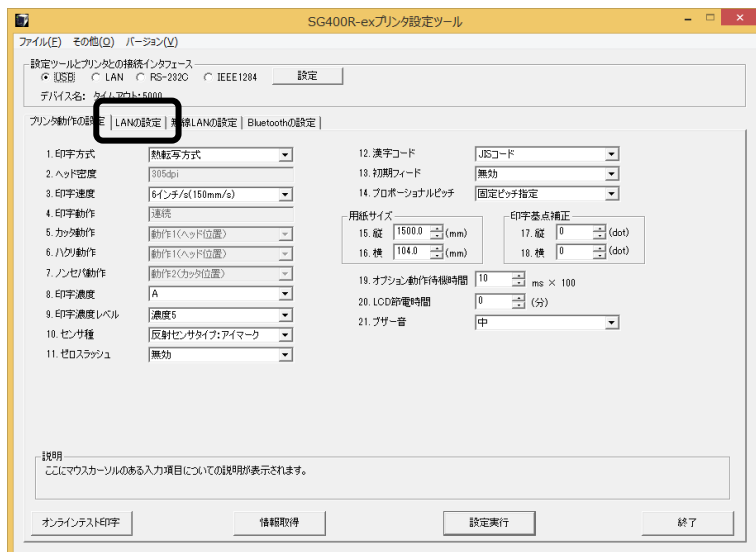 SG400R-exプリンタ設定ツール
ファイル(F) その他(O) バージョン(V)
設定ツールとプリンタとの接続インタフェース
USB LAN RS-232C IEEE1284 設定
デバイス名: タイムアウト:5000
プリンタ動作の設定 LANの設定 無線LANの設定 Bluetoothの設定
1.印字方式 熱転写方式
2.ヘッド密度 305dpi
3.印字速度 6インチ/s(150mm/s)
4.印字動作 連続
5.カッタ動作 動作1(ヘッド位置)
6.ハクリ動作 動作1(ヘッド位置)
7.ノンセパ動作 動作2(カッタ位置)
8.印字濃度 A
9.印字濃度レベル 濃度5
10.センサ種 反射センサタイプ:アイマーク
11.ゼロスラッシュ 無効
12.漢字コード JISコード
13.初期フィード 無効
14.プロポーショナルピッチ 固定ピッチ指定
用紙サイズ
15.縦 1500.0 (mm)
16.横 104.0 (mm)
印字基点補正
17.縦 0 (dot)
18.横 0 (dot)
19.オプション動作待機時間 10 ms × 100
20.LCD節電時間 0 (分)
21.ブザー音 中
説明
ここにマウスカーソルのある入力項目についての説明が表示されます。
オンラインテスト印字 情報取得 設定実行 終了